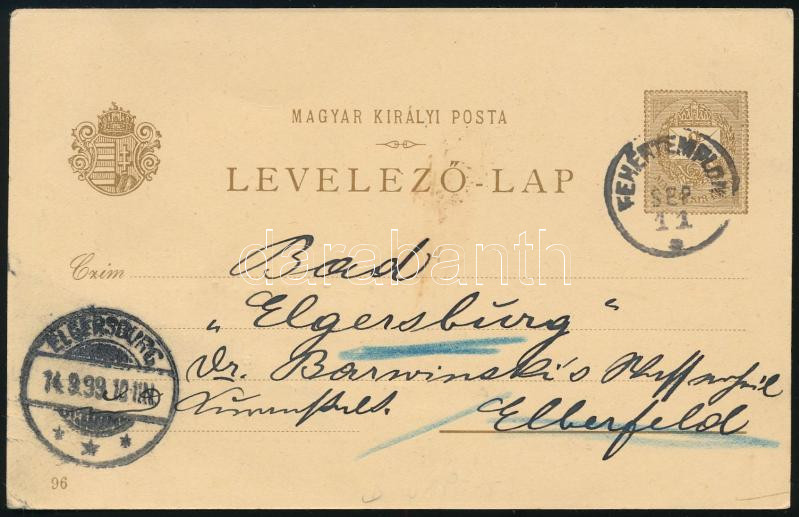 MAGYAR KIRÁLYI POSTA
LEVELEZŐ-LAP
FEHÉRTEMPLOM
SEP
11
Czim
Bad
„Elgersburg"
Dr. Barwinski's
Elberfeld
ELGERSBURG
14.9.99.
96
darabanth